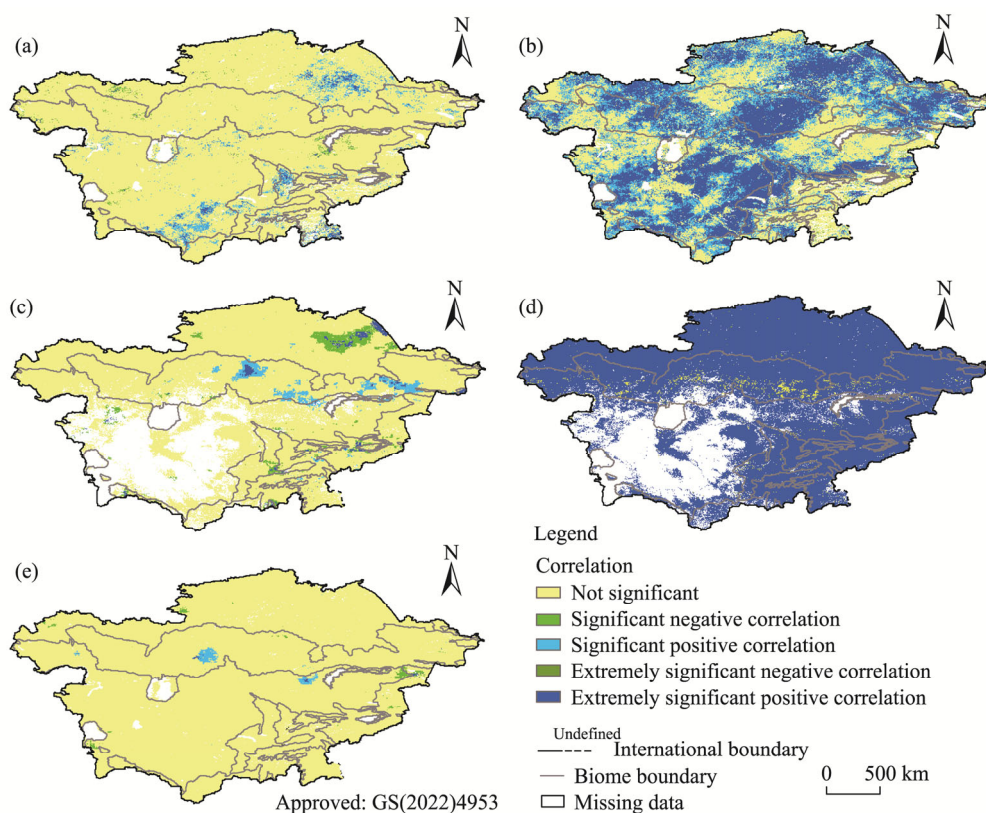 (a)
N
(b)
N
(c)
N
(d)
N
(e)
N
Legend
Correlation
Not significant
Significant negative correlation
Significant positive correlation
Extremely significant negative correlation
Extremely significant positive correlation
Undefined
International boundary
Biome boundary
Missing data
0 500 km
Approved: GS(2022)4953